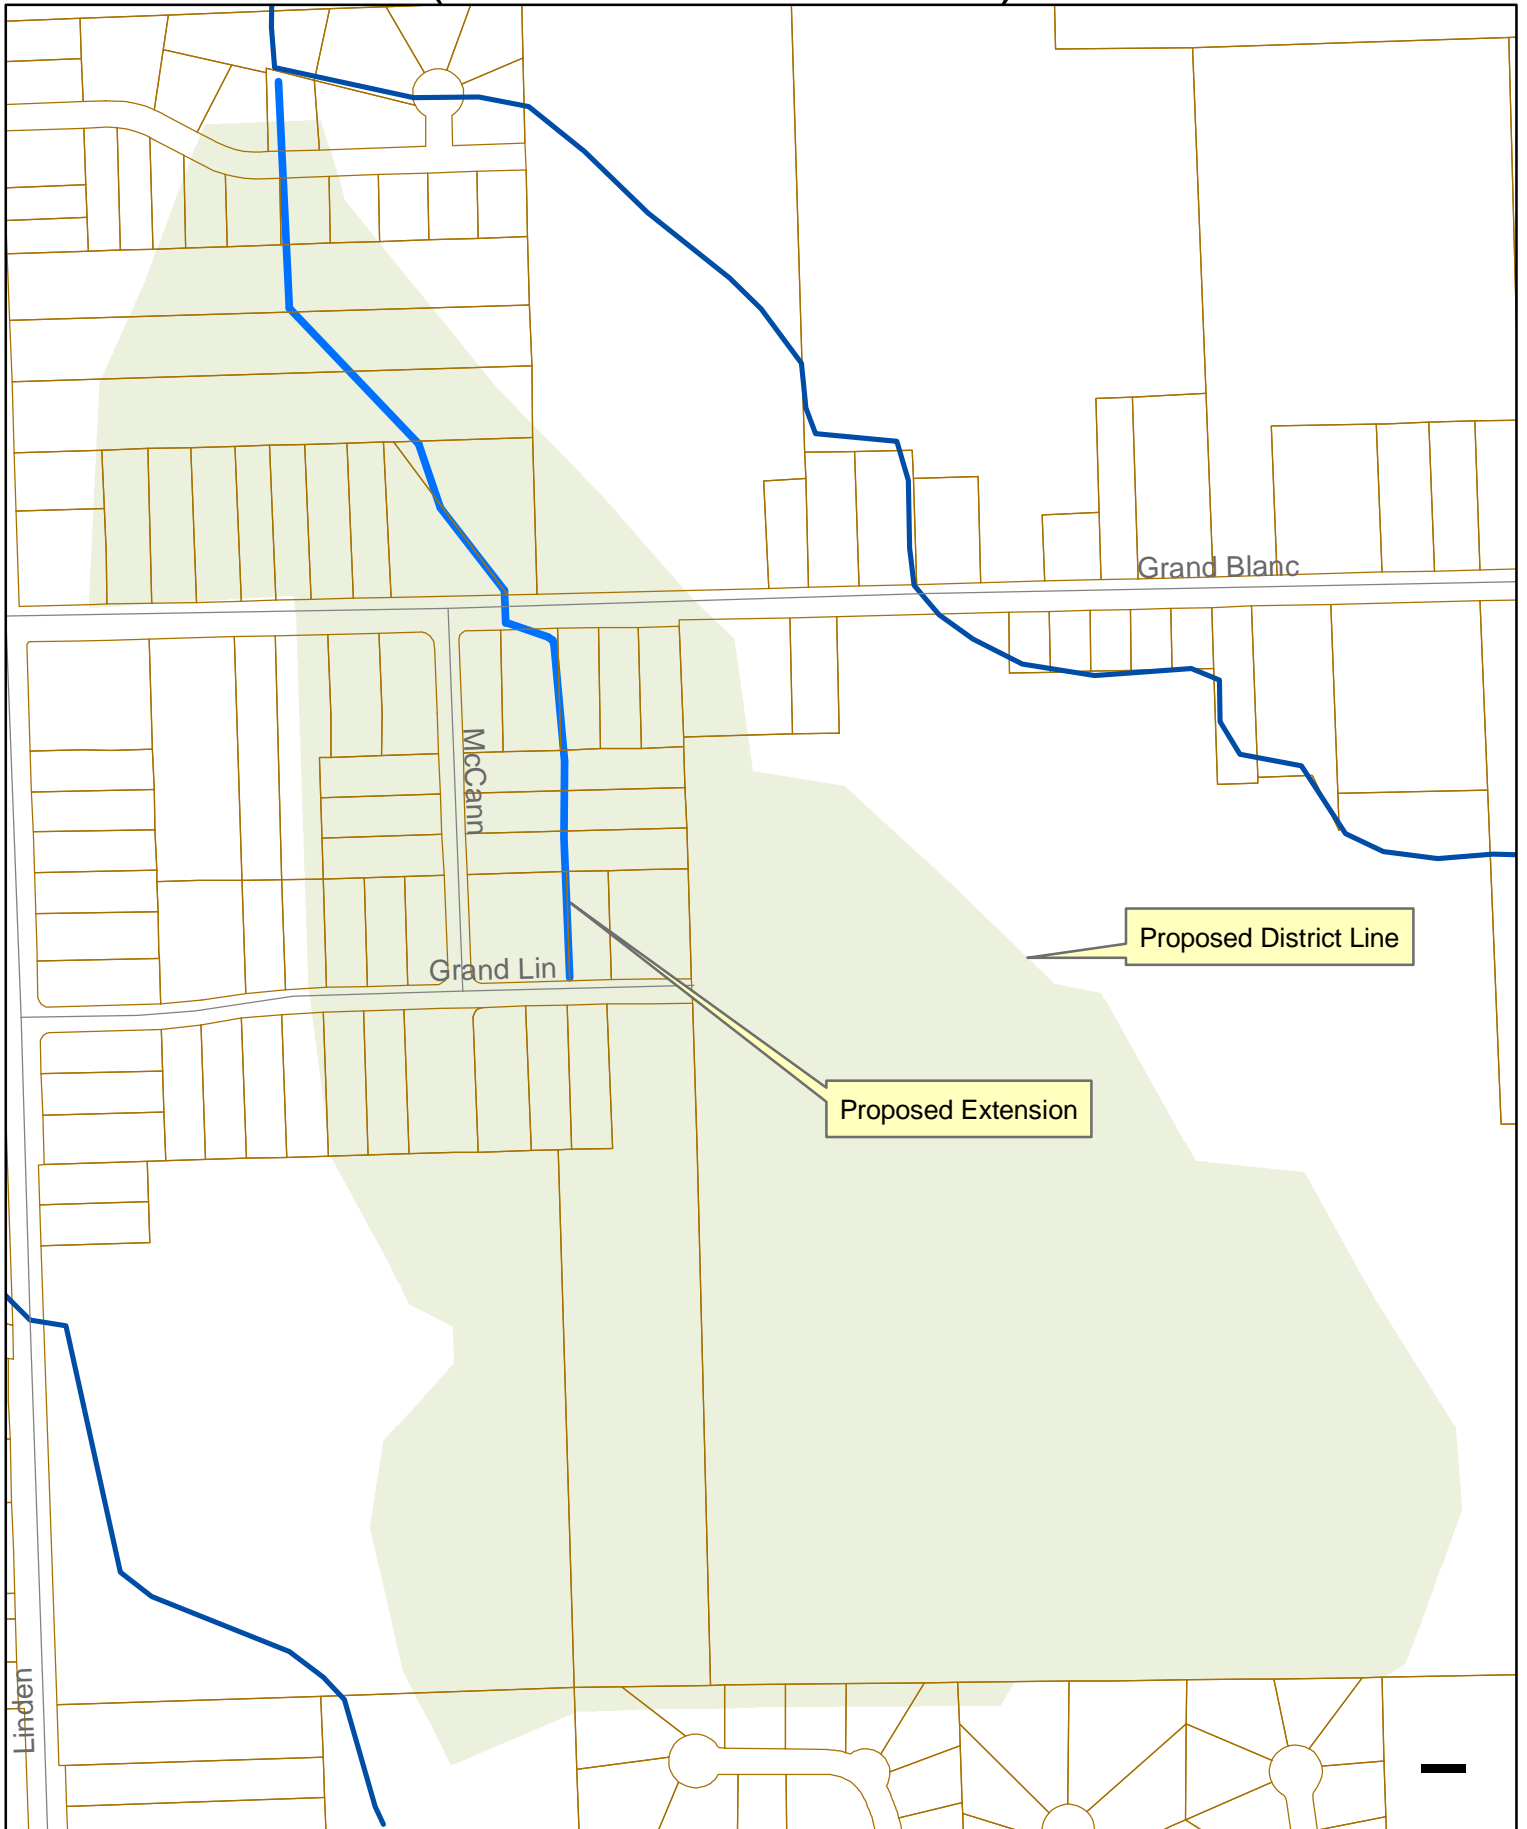 Grand Blanc
McCann
Proposed District Line
Grand Lin
Proposed Extension
Linden